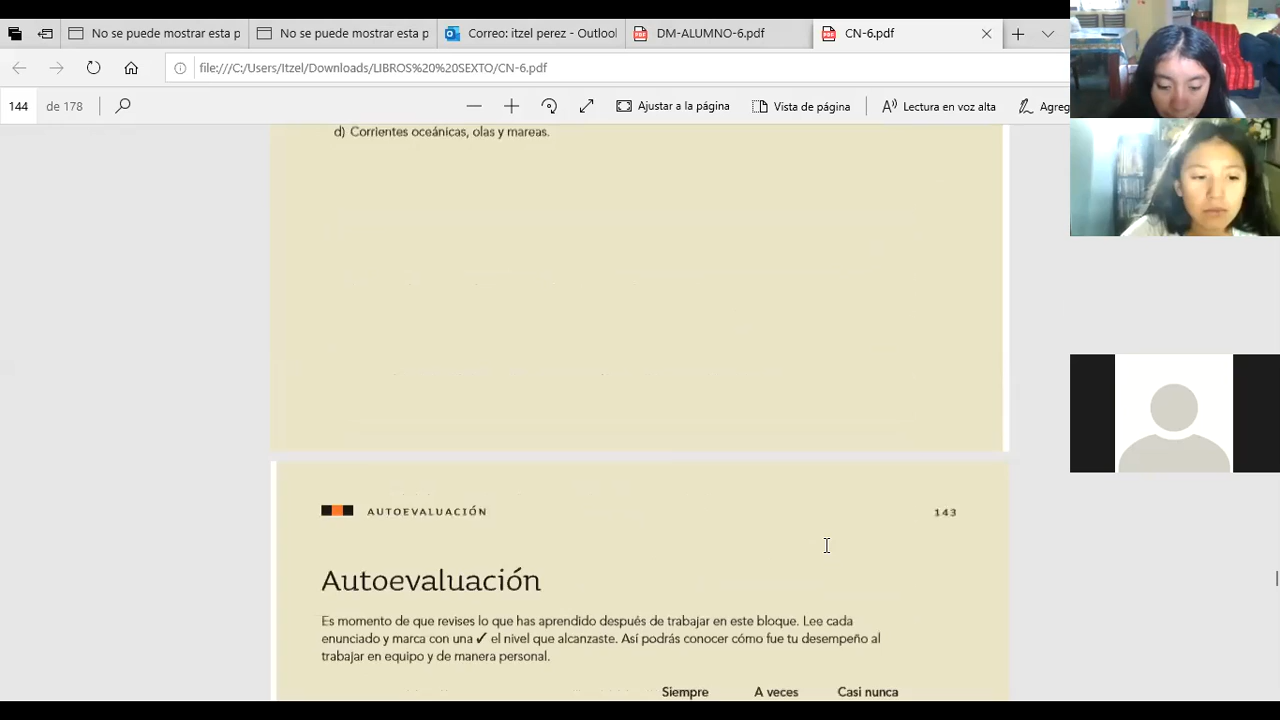 No se puede mostrar esta p
No se puede mostrar esta p
Correo: itzel perez - Outlool
DM-ALUMNO-6.pdf
CN-6.pdf
file:///C:/Users/Itzel/Downloads/LIBROS%20%20SEXTO/CN-6.pdf
144 de 178
Ajustar a la página
Vista de página
Lectura en voz alta
Agreg
d) Corrientes oceánicas, olas y mareas.
AUTOEVALUACIÓN
143
Autoevaluación
Es momento de que revises lo que has aprendido después de trabajar en este bloque. Lee cada
enunciado y marca con una ✓ el nivel que alcanzaste. Así podrás conocer cómo fue tu desempeño al
trabajar en equipo y de manera personal.
Siempre A veces Casi nunca